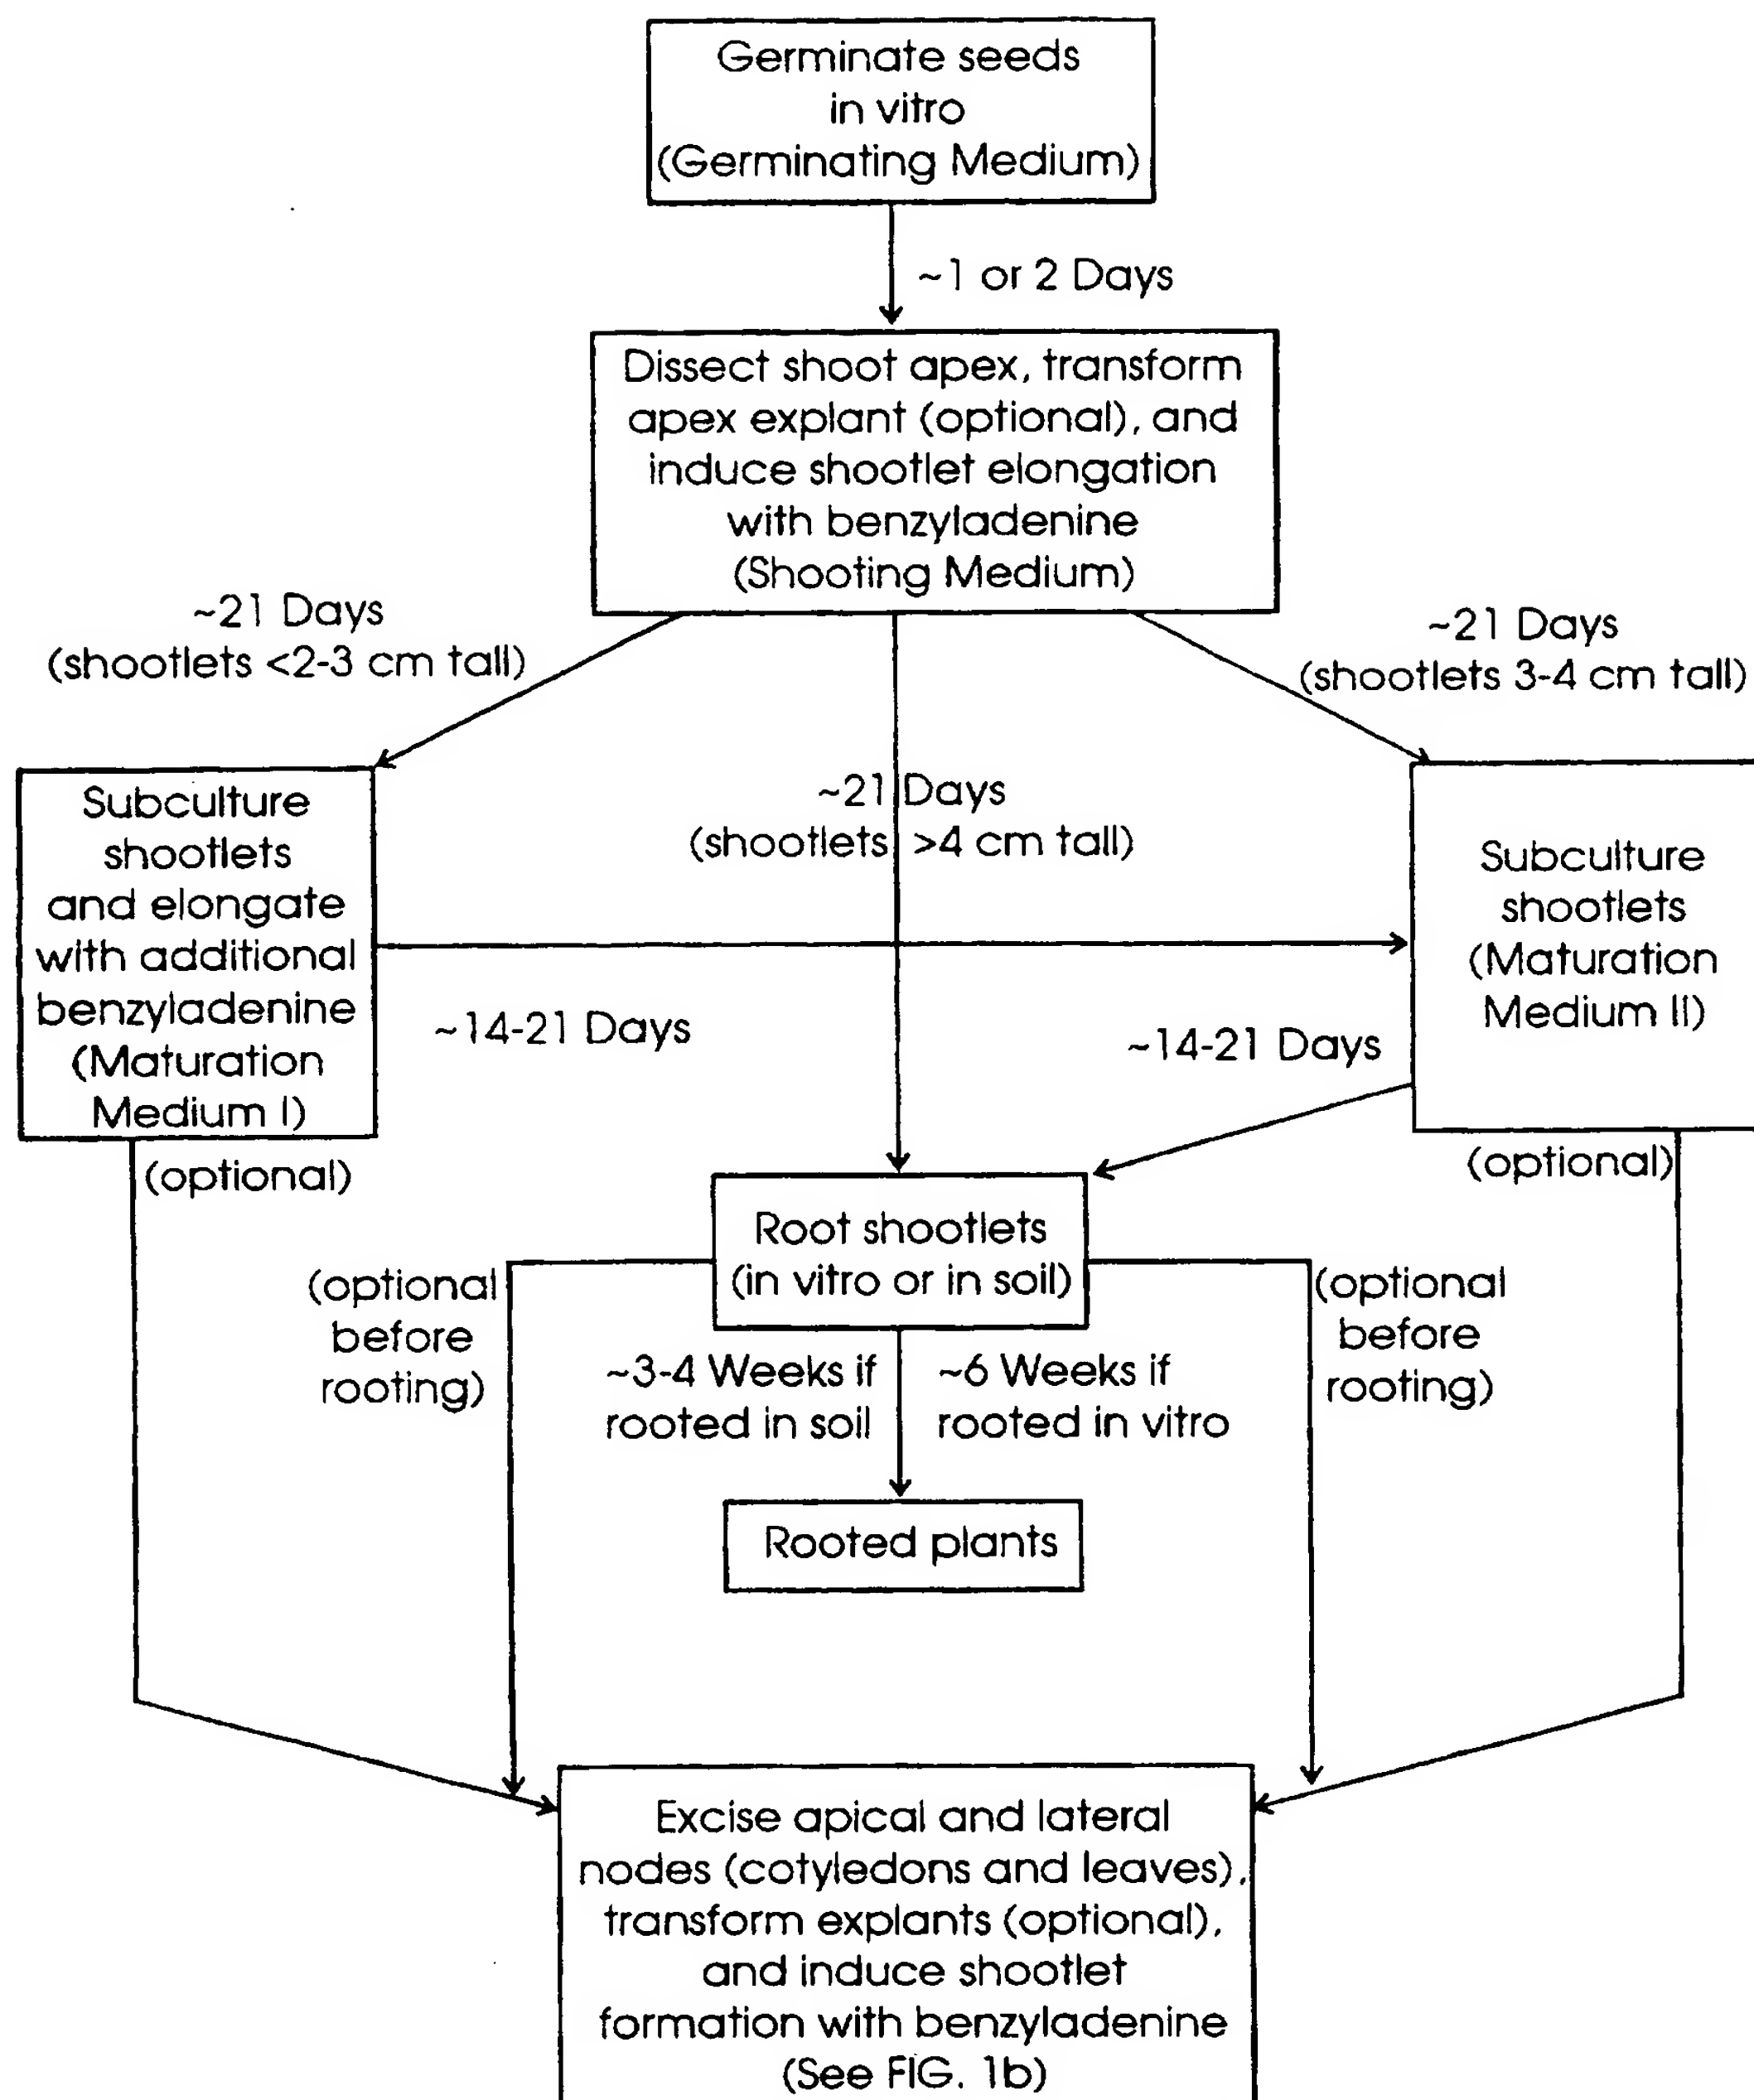 Germinate seeds
in vitro
(Germinating Medium)
~1 or 2 Days
Dissect shoot apex, transform
apex explant (optional), and
induce shootlet elongation
with benzyladenine
(Shooting Medium)
~21 Days
(shootlets <2-3 cm tall)
~21 Days
(shootlets 3-4 cm tall)
~21 Days
(shootlets >4 cm tall)
Subculture
shootlets
and elongate
with additional
benzyladenine
(Maturation
Medium I)
Subculture
shootlets
(Maturation
Medium II)
~14-21 Days
~14-21 Days
(optional)
(optional)
Root shootlets
(in vitro or in soil)
(optional
before
rooting)
(optional
before
rooting)
~3-4 Weeks if
rooted in soil
~6 Weeks if
rooted in vitro
Rooted plants
Excise apical and lateral
nodes (cotyledons and leaves),
transform explants (optional),
and induce shootlet
formation with benzyladenine
(See FIG. 1b)